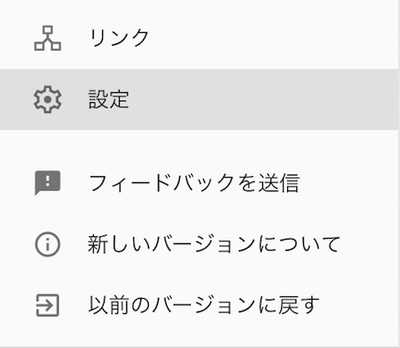 リンク
設定
フィードバックを送信
新しいバージョンについて
以前のバージョンに戻す